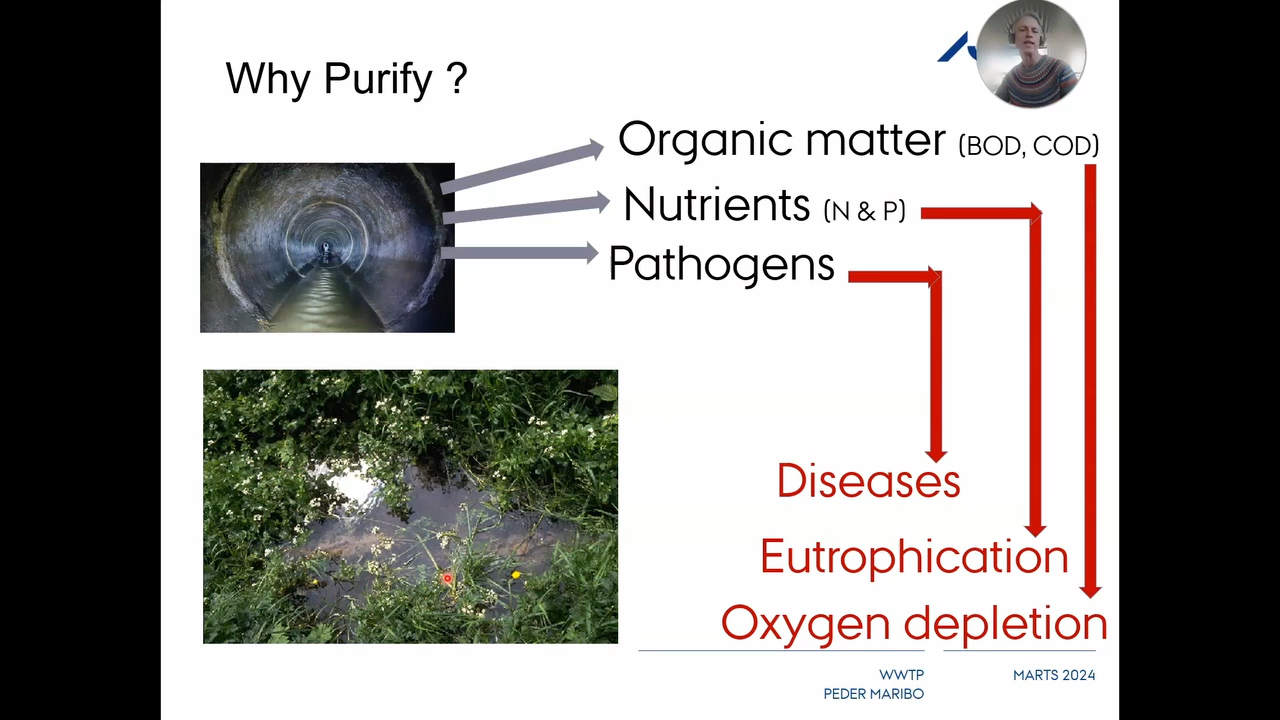 Why Purify ?
Organic matter (BOD, COD)
Nutrients (N & P)
Pathogens
Diseases
Eutrophication
Oxygen depletion
WWTP
PEDER MARIBO
MARTS 2024